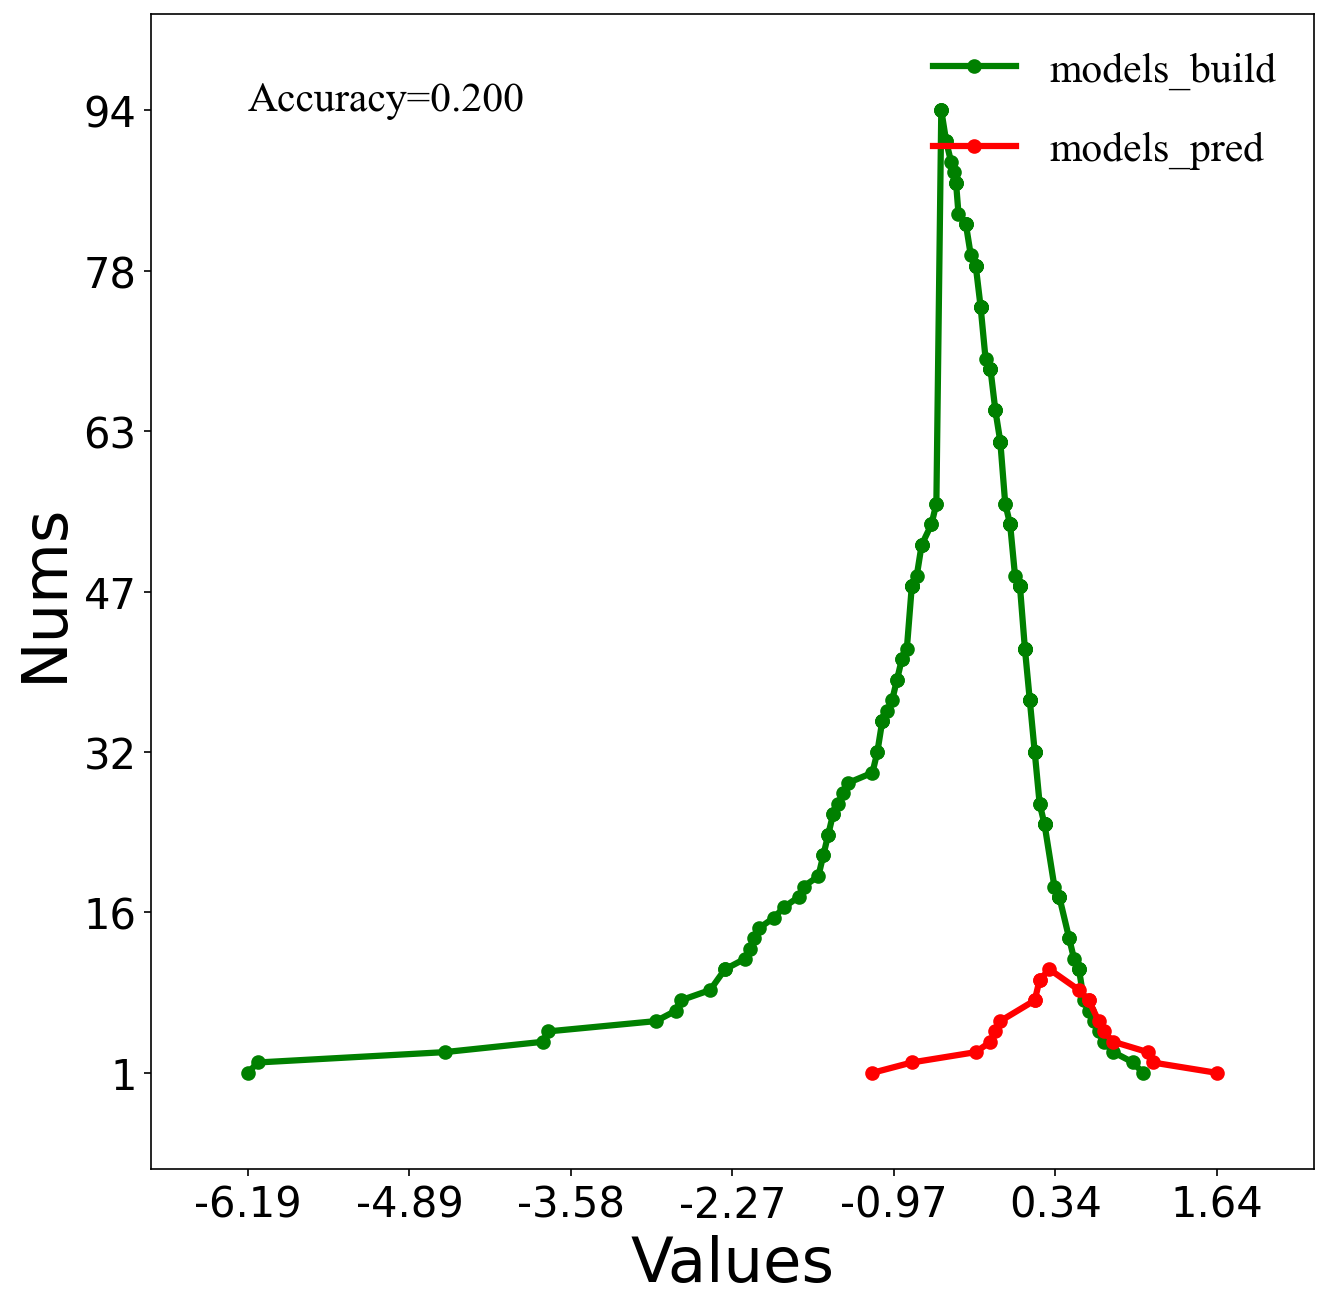 models_build
Accuracy=0.200
models_pred
94
78
63
47
32
16
1
Nums
-6.19 -4.89 -3.58 -2.27 -0.97 0.34 1.64
Values